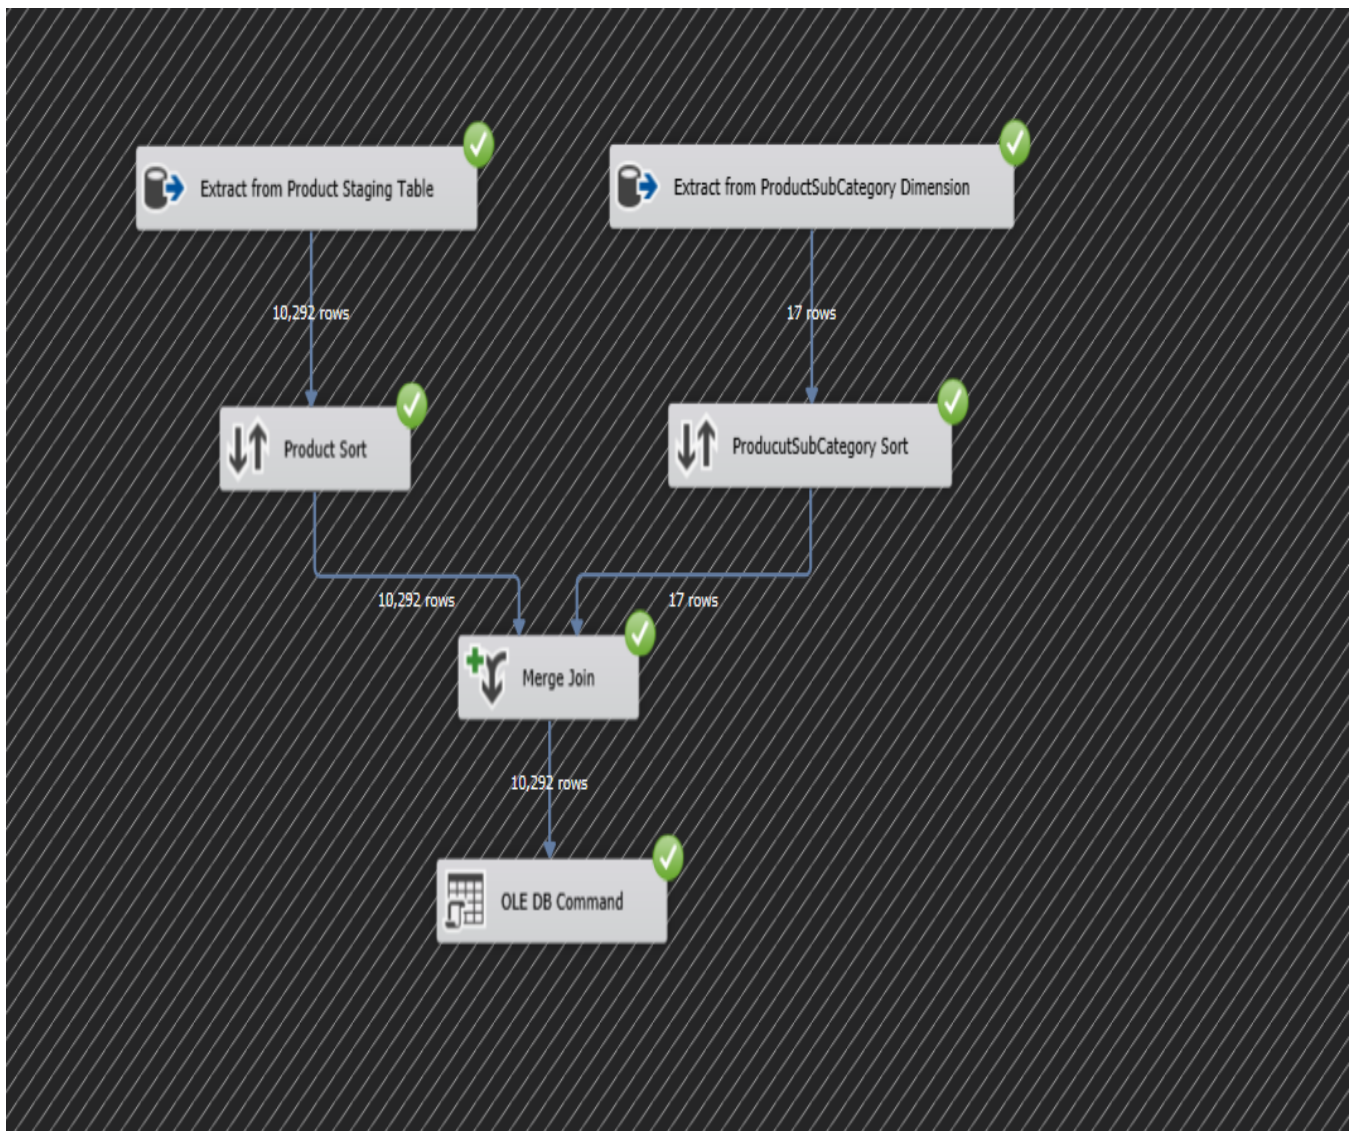 Extract from Product Staging Table
Extract from ProductSubCategory Dimension
10,292 rows
17 rows
Product Sort
ProducutSubCategory Sort
10,292 rows
17 rows
Merge Join
10,292 rows
OLE DB Command